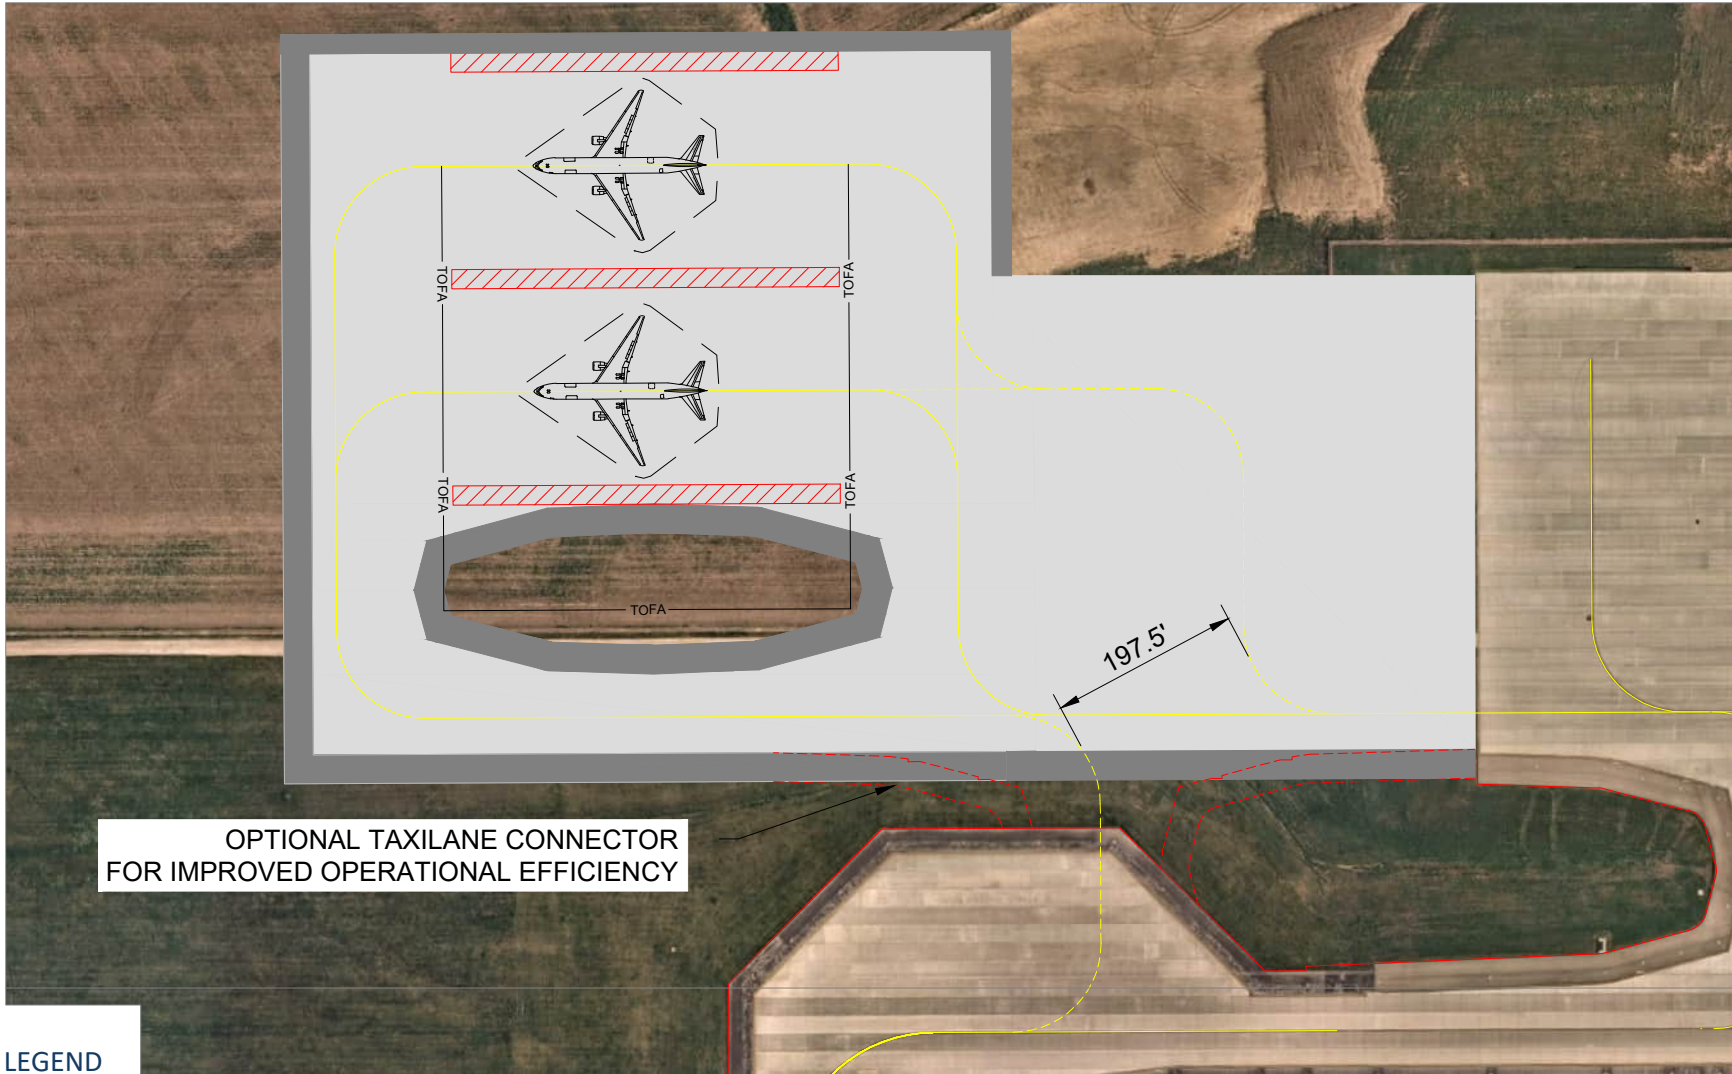 TOFA
TOFA
TOFA
TOFA
TOFA
197.5'
OPTIONAL TAXILANE CONNECTOR
FOR IMPROVED OPERATIONAL EFFICIENCY
LEGEND